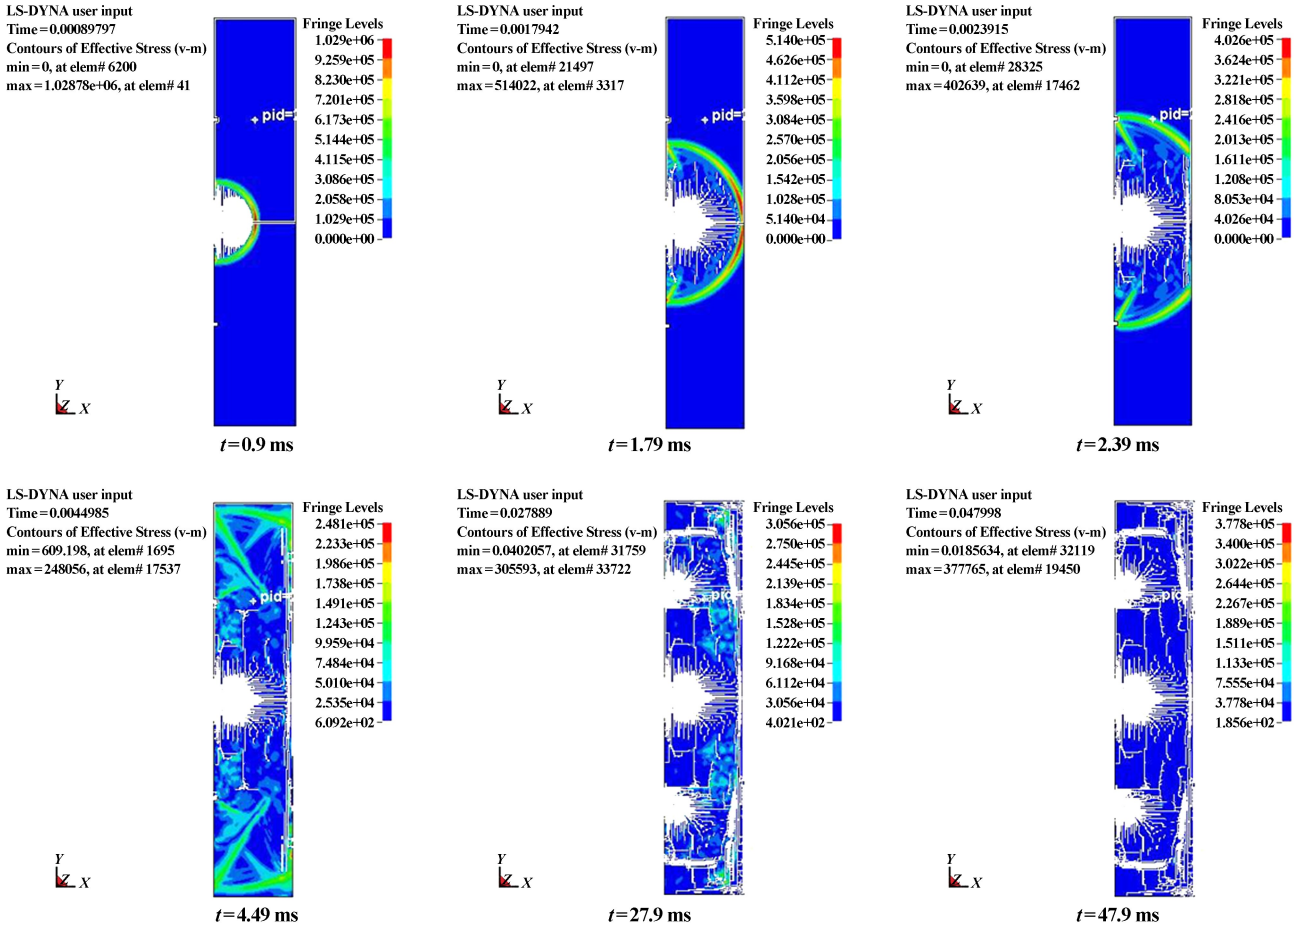 LS-DYNA user input
Time=0.00089797
Contours of Effective Stress (v-m)
min=0, at elem# 6200
max=1.02878e+06, at elem# 41
Fringe Levels
1.029e+06
9.259e+05
8.230e+05
7.201e+05
6.173e+05
5.144e+05
4.115e+05
3.086e+05
2.058e+05
1.029e+05
0.000e+00
pid=
Y
Z X
t=0.9 ms
LS-DYNA user input
Time=0.0017942
Contours of Effective Stress (v-m)
min=0, at elem# 21497
max=514022, at elem# 3317
Fringe Levels
5.140e+05
4.626e+05
4.112e+05
3.598e+05
3.084e+05
2.570e+05
2.056e+05
1.542e+05
1.028e+05
5.140e+04
0.000e+00
pid=
Y
Z X
t=1.79 ms
LS-DYNA user input
Time=0.0023915
Contours of Effective Stress (v-m)
min=0, at elem# 28325
max=402639, at elem# 17462
Fringe Levels
4.026e+05
3.624e+05
3.221e+05
2.818e+05
2.416e+05
2.013e+05
1.611e+05
1.208e+05
8.053e+04
4.026e+04
0.000e+00
pid=
Y
Z X
t=2.39 ms
LS-DYNA user input
Time=0.0044985
Contours of Effective Stress (v-m)
min=609.198, at elem# 1695
max=248056, at elem# 17537
Fringe Levels
2.481e+05
2.233e+05
1.986e+05
1.738e+05
1.491e+05
1.243e+05
9.959e+04
7.484e+04
5.010e+04
2.535e+04
6.092e+02
pid=
Y
Z X
t=4.49 ms
LS-DYNA user input
Time=0.027889
Contours of Effective Stress (v-m)
min=0.0402057, at elem# 31759
max=305593, at elem# 33722
Fringe Levels
3.056e+05
2.750e+05
2.445e+05
2.139e+05
1.834e+05
1.528e+05
1.222e+05
9.168e+04
6.112e+04
3.056e+04
4.021e+02
pid
Y
Z X
t=27.9 ms
LS-DYNA user input
Time=0.047998
Contours of Effective Stress (v-m)
min=0.0185634, at elem# 32119
max=377765, at elem# 19450
Fringe Levels
3.778e+05
3.400e+05
3.022e+05
2.644e+05
2.267e+05
1.889e+05
1.511e+05
1.133e+05
7.555e+04
3.778e+04
1.856e+02
pid
Y
Z X
t=47.9 ms